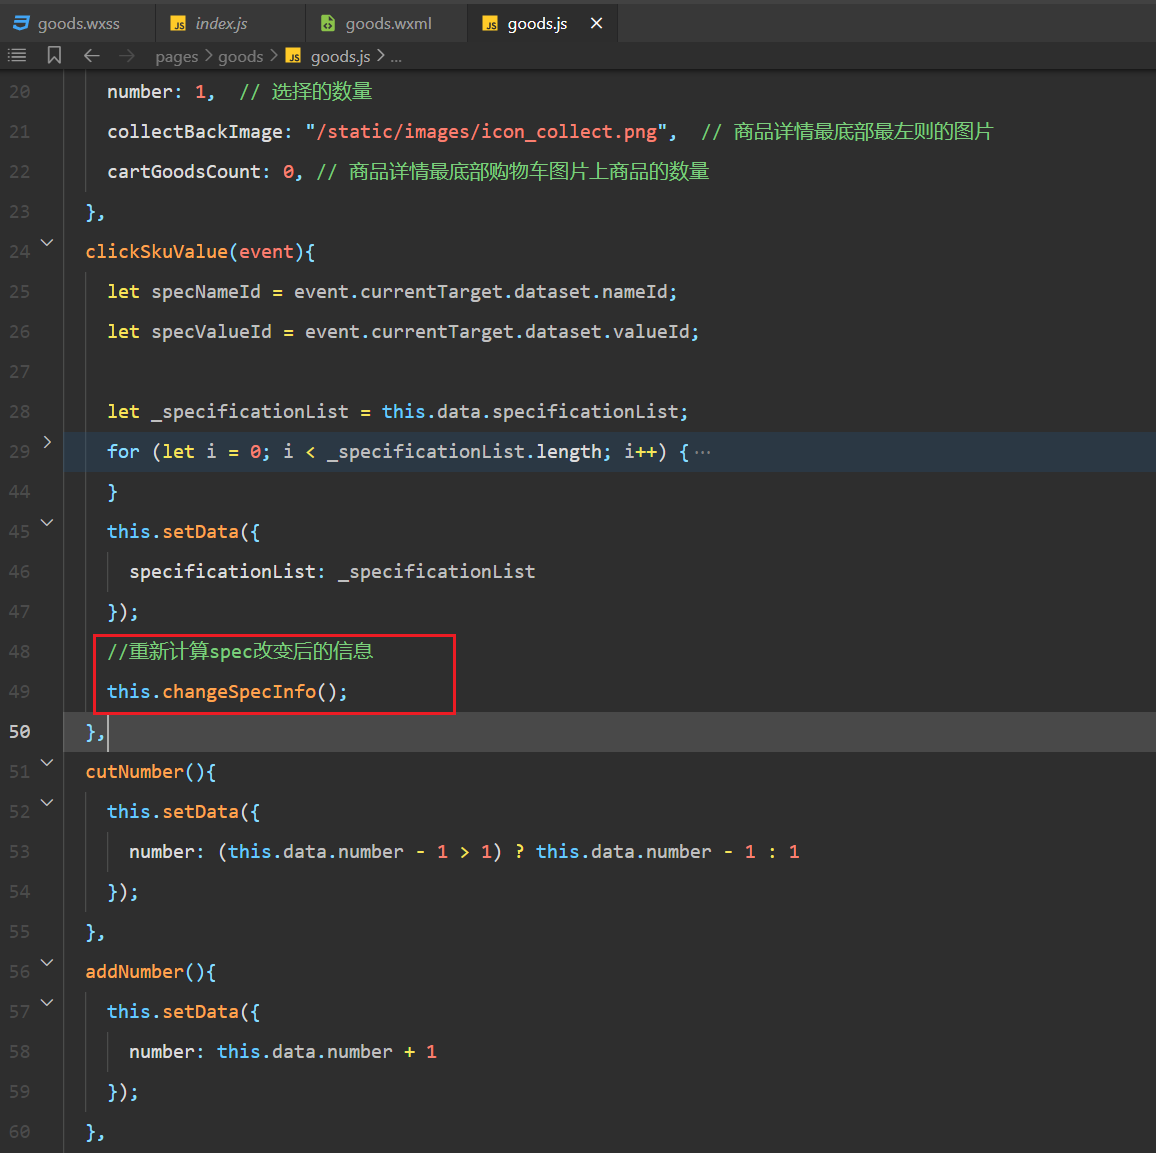 goods.wxss index.js goods.wxml goods.js
pages > goods > goods.js > ...
20 number: 1,  // 选择的数量
21 collectBackImage: "/static/images/icon_collect.png",  // 商品详情最底部最左则的图片
22 cartGoodsCount: 0, // 商品详情最底部购物车图片上商品的数量
23 },
24 clickSkuValue(event){
25 let specNameId = event.currentTarget.dataset.nameId;
26 let specValueId = event.currentTarget.dataset.valueId;
27
28 let _specificationList = this.data.specificationList;
29 for (let i = 0; i < _specificationList.length; i++) {···
44 }
45 this.setData({
46 specificationList: _specificationList
47 });
48 //重新计算spec改变后的信息
49 this.changeSpecInfo();
50 },
51 cutNumber(){
52 this.setData({
53 number: (this.data.number - 1 > 1) ? this.data.number - 1 : 1
54 });
55 },
56 addNumber(){
57 this.setData({
58 number: this.data.number + 1
59 });
60 },